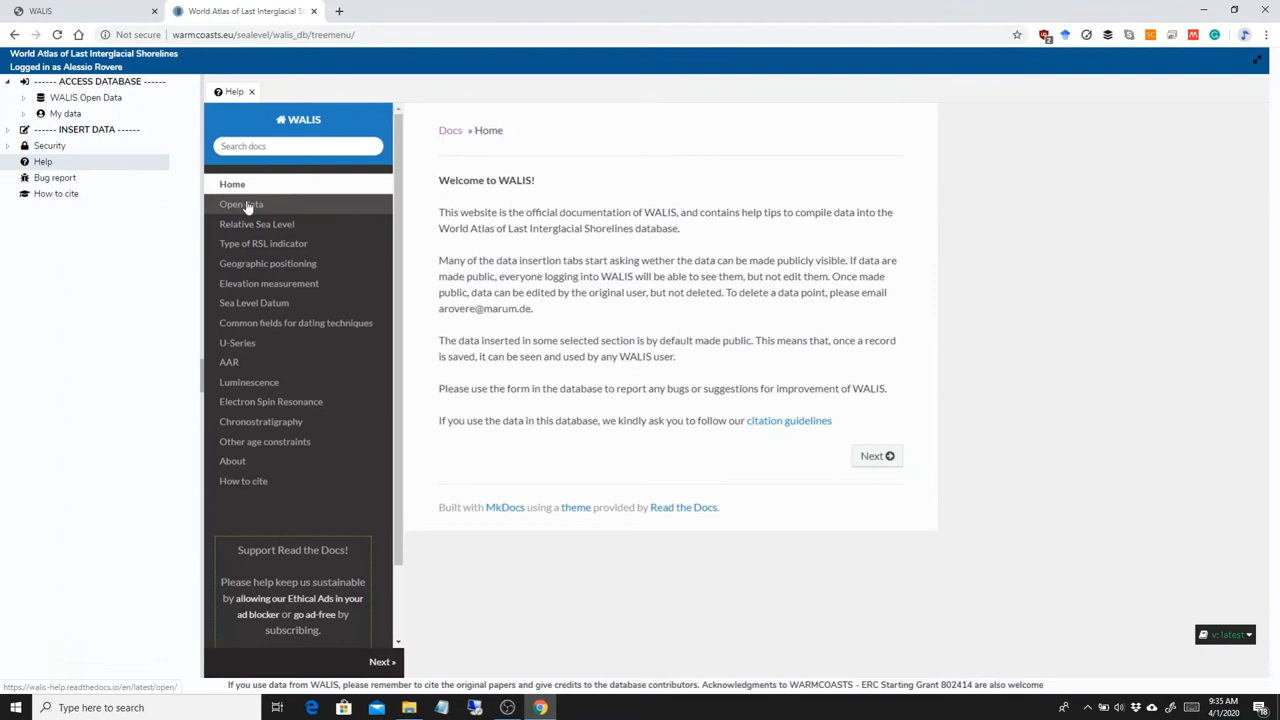 WALIS
World Atlas of Last Interglacial Shorelines
Not secure
warmcoasts.eu/sealevel/walis_db/treemenu/
World Atlas of Last Interglacial Shorelines
Logged in as Alessio Rovere
------ ACCESS DATABASE ------
WALIS Open Data
My data
------ INSERT DATA ------
Security
Help
Bug report
How to cite
Help
WALIS
Search docs
Home
Open data
Relative Sea Level
Type of RSL indicator
Geographic positioning
Elevation measurement
Sea Level Datum
Common fields for dating techniques
U-Series
AAR
Luminescence
Electron Spin Resonance
Chronostratigraphy
Other age constraints
About
How to cite
Support Read the Docs!
Please help keep us sustainable
by allowing our Ethical Ads in your
ad blocker or go ad-free by
subscribing.
Next »
Docs » Home
Welcome to WALIS!
This website is the official documentation of WALIS, and contains help tips to compile data into the
World Atlas of Last Interglacial Shorelines database.
Many of the data insertion tabs start asking wether the data can be made publicly visible. If data are
made public, everyone logging into WALIS will be able to see them, but not edit them. Once made
public, data can be edited by the original user, but not deleted. To delete a data point, please email
arovere@marum.de.
The data inserted in some selected section is by default made public. This means that, once a record
is saved, it can be seen and used by any WALIS user.
Please use the form in the database to report any bugs or suggestions for improvement of WALIS.
If you use the data in this database, we kindly ask you to follow our citation guidelines
Next
Built with MkDocs using a theme provided by Read the Docs.
v: latest
https://walis-help.readthedocs.io/en/latest/open/
If you use data from WALIS, please remember to cite the original papers and give credits to the database contributors. Acknowledgments to WARMCOASTS - ERC Starting Grant 802414 are also welcome
Type here to search
9:35 AM
4/1/2020